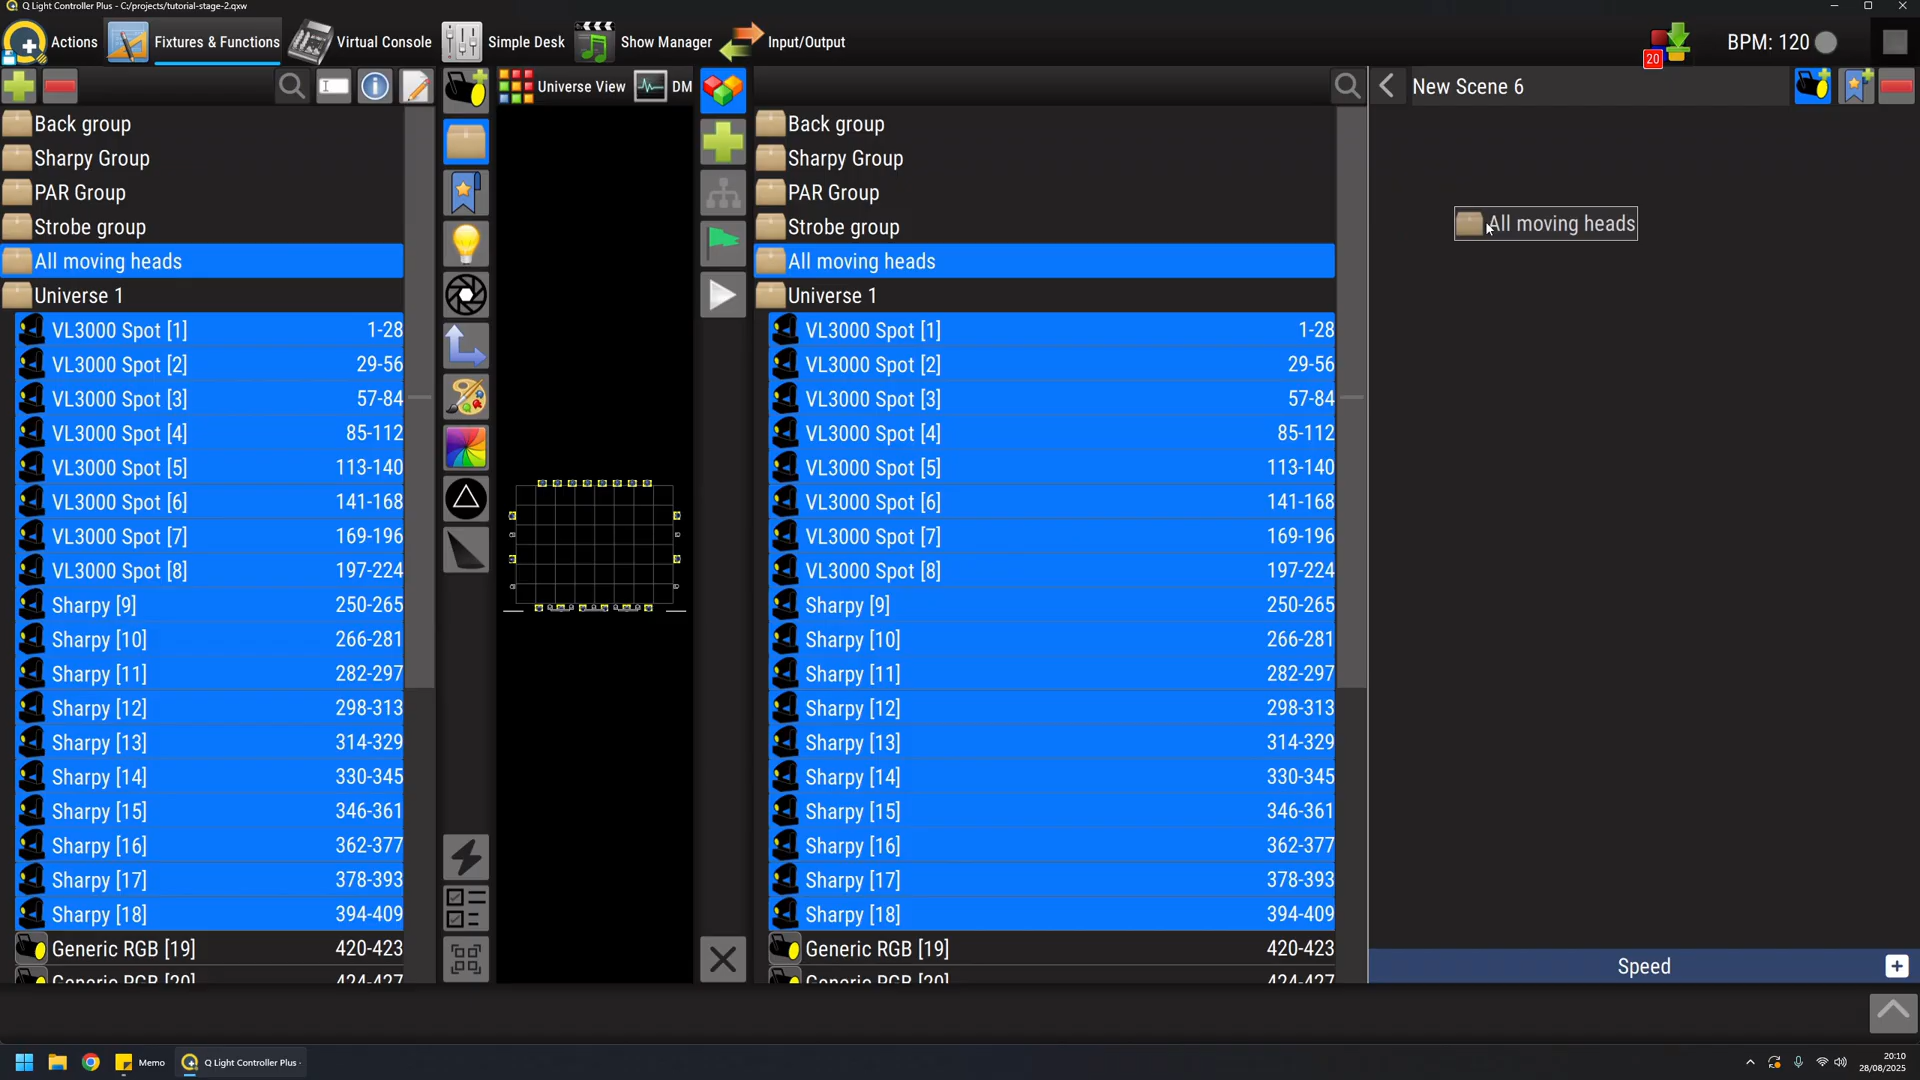 Q Light Controller Plus - C:/projects/tutorial-stage-2.qxw
Actions
Fixtures & Functions
Virtual Console
Simple Desk
Show Manager
Input/Output
20
BPM: 120
Universe View
DM
New Scene 6
Back group
Sharpy Group
PAR Group
Strobe group
All moving heads
Universe 1
VL3000 Spot [1] 1-28
VL3000 Spot [2] 29-56
VL3000 Spot [3] 57-84
VL3000 Spot [4] 85-112
VL3000 Spot [5] 113-140
VL3000 Spot [6] 141-168
VL3000 Spot [7] 169-196
VL3000 Spot [8] 197-224
Sharpy [9] 250-265
Sharpy [10] 266-281
Sharpy [11] 282-297
Sharpy [12] 298-313
Sharpy [13] 314-329
Sharpy [14] 330-345
Sharpy [15] 346-361
Sharpy [16] 362-377
Sharpy [17] 378-393
Sharpy [18] 394-409
Generic RGB [19] 420-423
Generic RGB [20] 424-427
Back group
Sharpy Group
PAR Group
Strobe group
All moving heads
Universe 1
VL3000 Spot [1] 1-28
VL3000 Spot [2] 29-56
VL3000 Spot [3] 57-84
VL3000 Spot [4] 85-112
VL3000 Spot [5] 113-140
VL3000 Spot [6] 141-168
VL3000 Spot [7] 169-196
VL3000 Spot [8] 197-224
Sharpy [9] 250-265
Sharpy [10] 266-281
Sharpy [11] 282-297
Sharpy [12] 298-313
Sharpy [13] 314-329
Sharpy [14] 330-345
Sharpy [15] 346-361
Sharpy [16] 362-377
Sharpy [17] 378-393
Sharpy [18] 394-409
Generic RGB [19] 420-423
Generic RGB [20] 424-427
All moving heads
Speed
Memo
Q Light Controller Plus -
20:10
28/08/2025